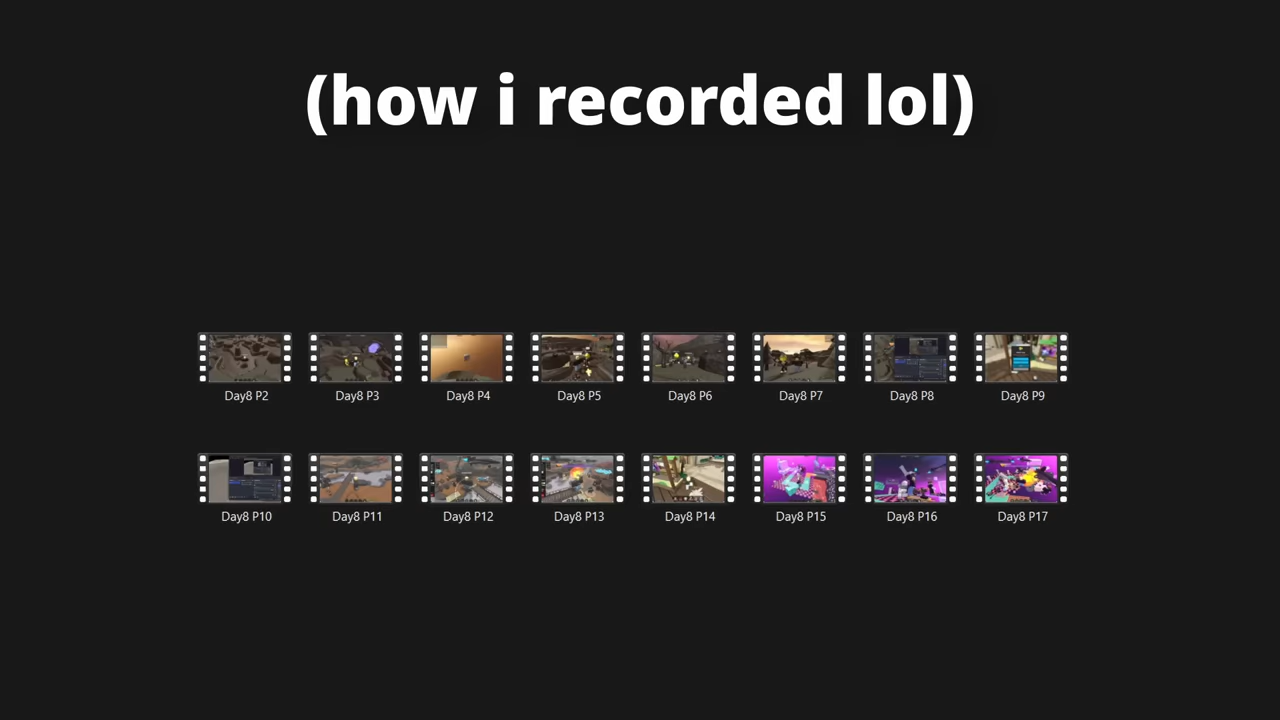 (how i recorded lol)
Day8 P2 Day8 P3 Day8 P4 Day8 P5 Day8 P6 Day8 P7 Day8 P8 Day8 P9
Day8 P10 Day8 P11 Day8 P12 Day8 P13 Day8 P14 Day8 P15 Day8 P16 Day8 P17